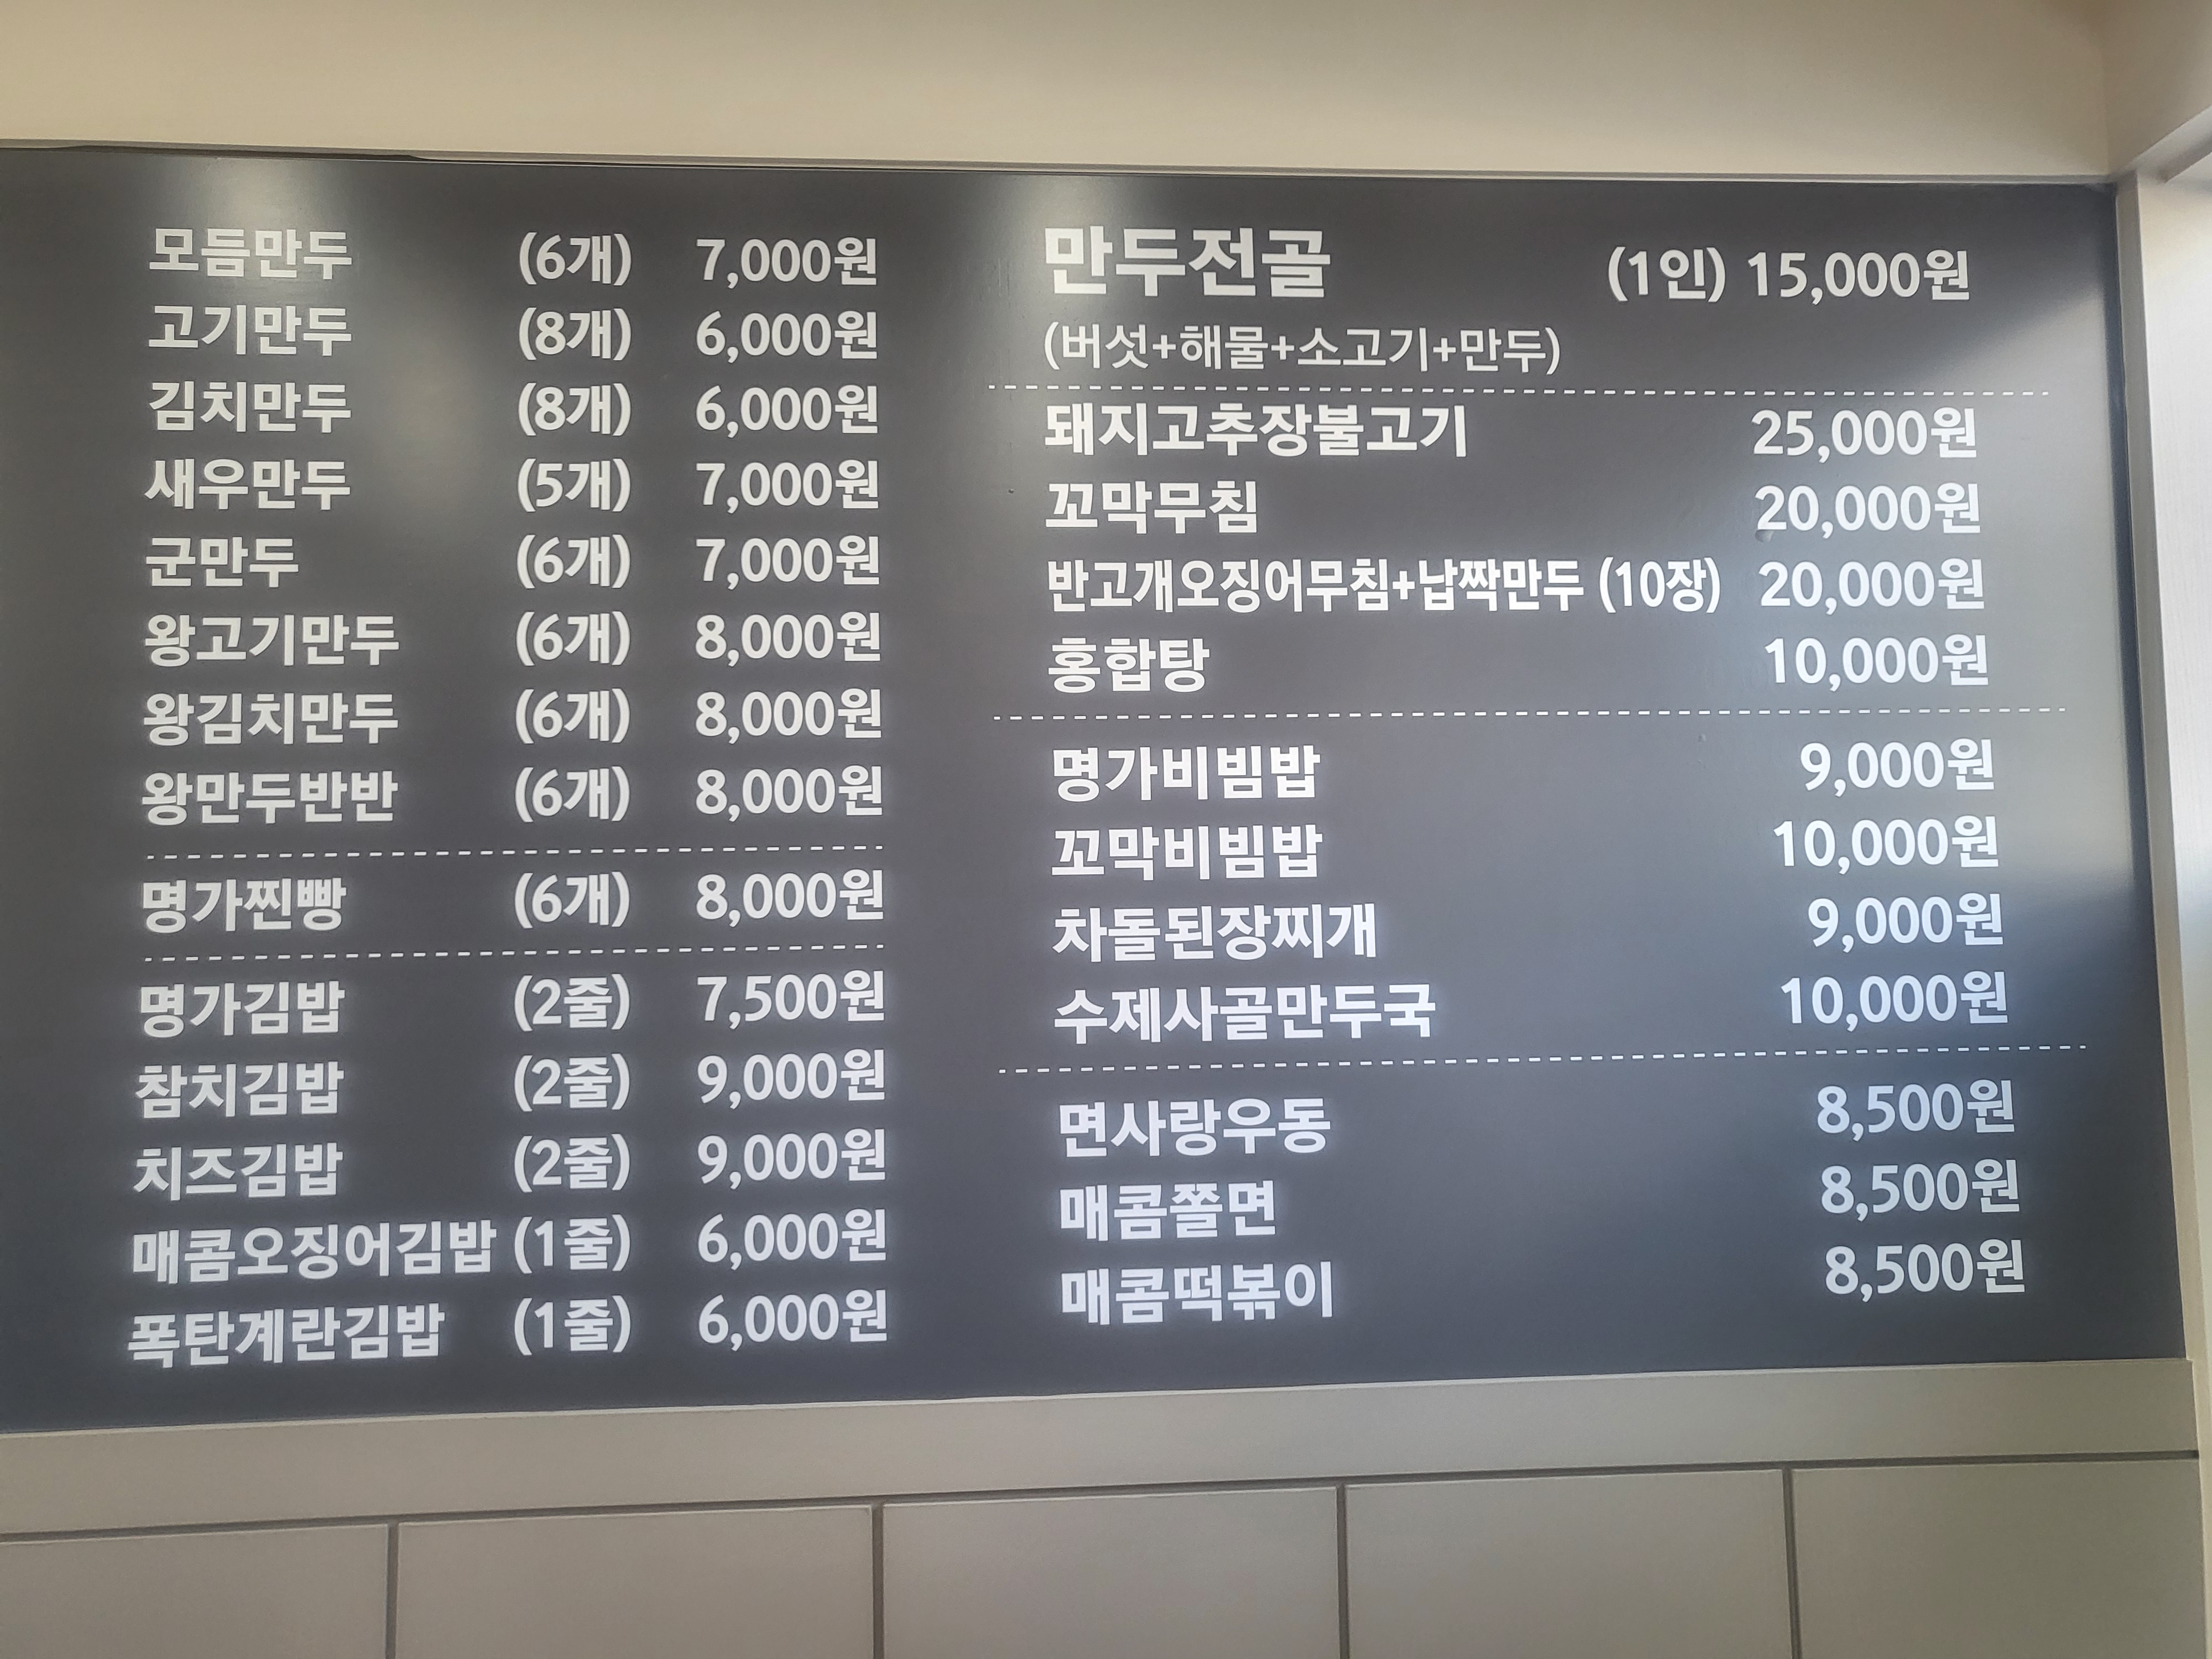 모듬만두 (6개) 7,000원
고기만두 (8개) 6,000원
김치만두 (8개) 6,000원
새우만두 (5개) 7,000원
군만두 (6개) 7,000원
왕고기만두 (6개) 8,000원
왕김치만두 (6개) 8,000원
왕만두반반 (6개) 8,000원
명가찐빵 (6개) 8,000원
명가김밥 (2줄) 7,500원
참치김밥 (2줄) 9,000원
치즈김밥 (2줄) 9,000원
매콤오징어김밥 (1줄) 6,000원
폭탄계란김밥 (1줄) 6,000원
만두전골 (1인) 15,000원
(버섯+해물+소고기+만두)
돼지고추장불고기 25,000원
꼬막무침 20,000원
반고개오징어무침+납짝만두 (10장) 20,000원
홍합탕 10,000원
명가비빔밥 9,000원
꼬막비빔밥 10,000원
차돌된장찌개 9,000원
수제사골만두국 10,000원
면사랑우동 8,500원
매콤쫄면 8,500원
매콤떡볶이 8,500원